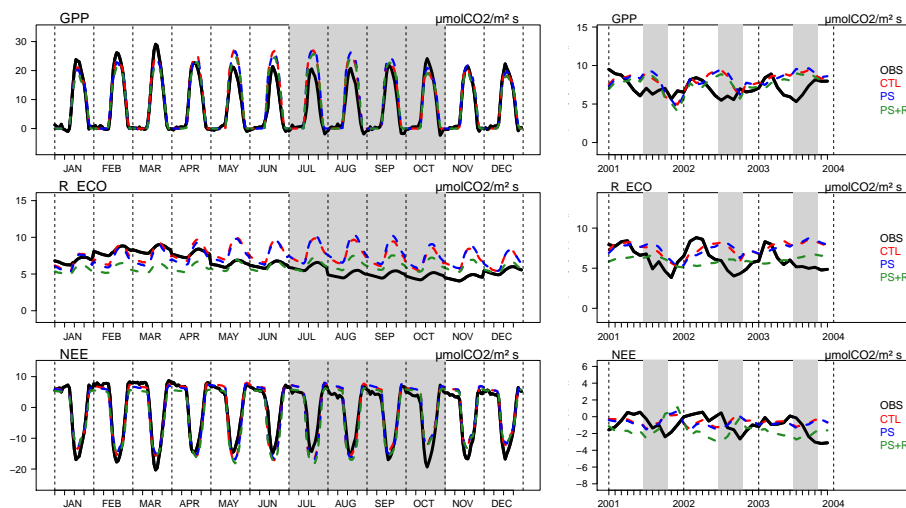 GPP µmolCO2/m² s
30
20
10
0
JAN FEB MAR APR MAY JUN JUL AUG SEP OCT NOV DEC
GPP µmolCO2/m² s
15
10
5
0
2001 2002 2003 2004
OBS
CTL
PS
PS+R
R_ECO µmolCO2/m² s
15
10
5
0
JAN FEB MAR APR MAY JUN JUL AUG SEP OCT NOV DEC
R_ECO µmolCO2/m² s
10
5
0
2001 2002 2003 2004
OBS
CTL
PS
PS+R
NEE µmolCO2/m² s
10
0
−10
−20
JAN FEB MAR APR MAY JUN JUL AUG SEP OCT NOV DEC
NEE µmolCO2/m² s
6
4
2
0
−2
−4
−6
−8
2001 2002 2003 2004
OBS
CTL
PS
PS+R